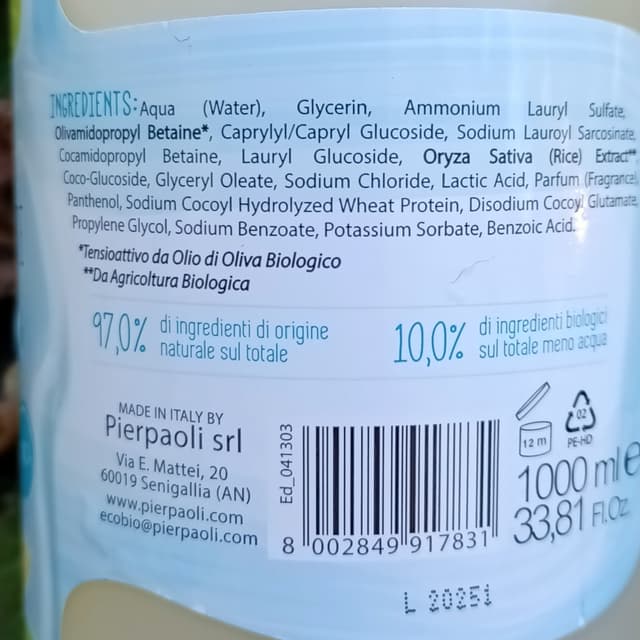 INGREDIENTS: Aqua (Water), Glycerin, Ammonium Lauryl Sulfate,
Olivamidopropyl Betaine*, Caprylyl/Capryl Glucoside, Sodium Lauroyl Sarcosinate,
Cocamidopropyl Betaine, Lauryl Glucoside, Oryza Sativa (Rice) Extract**
Coco-Glucoside, Glyceryl Oleate, Sodium Chloride, Lactic Acid, Parfum (Fragrance)
Panthenol, Sodium Cocoyl Hydrolyzed Wheat Protein, Disodium Cocoyl Glutamate,
Propylene Glycol, Sodium Benzoate, Potassium Sorbate, Benzoic Acid.
*Tensioattivo da Olio di Oliva Biologico
**Da Agricoltura Biologica
97,0% di ingredienti di origine
naturale sul totale
10,0% di ingredienti biologici
sul totale meno acqua
MADE IN ITALY BY
Pierpaoli srl
Via E. Mattei, 20
60019 Senigallia (AN)
www.pierpaoli.com
ecobio@pierpaoli.com
Ed_041303
8 002849 917831
12 m
02
PE-HD
1000 ml e
33,81 Fl.Oz.
L 20251